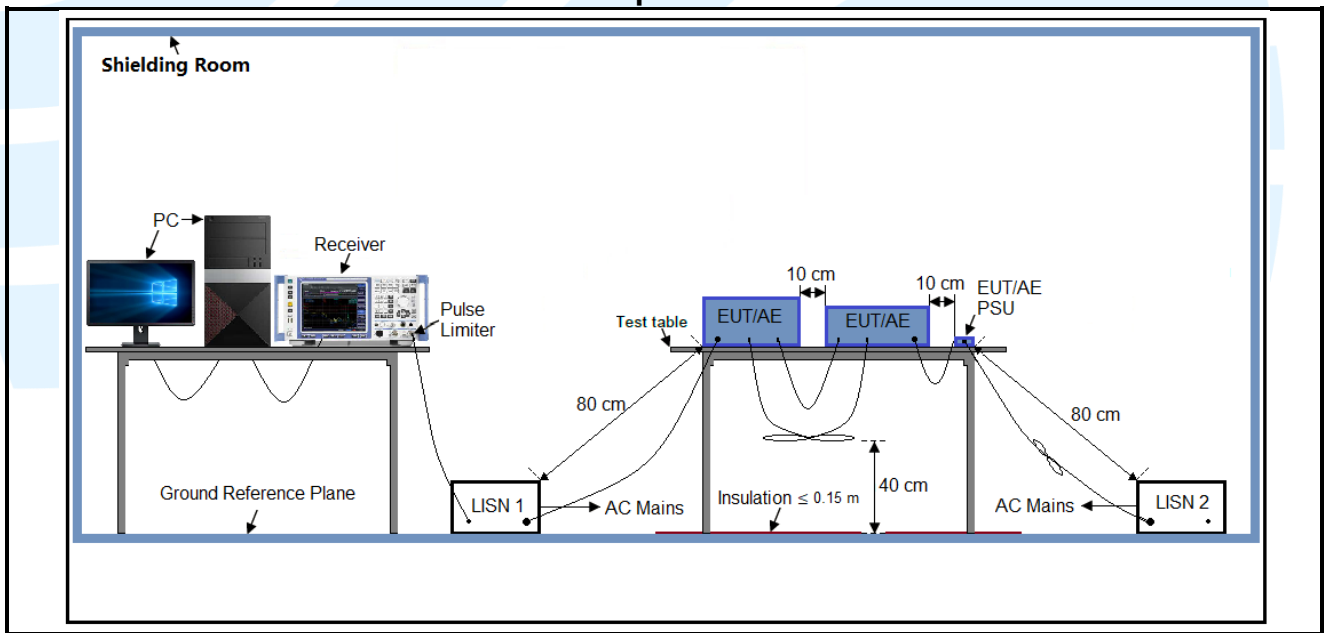 Shielding Room
PC
Receiver
Pulse
Limiter
10 cm
10 cm
EUT/AE
PSU
Test table
EUT/AE
EUT/AE
80 cm
80 cm
40 cm
Ground Reference Plane
LISN 1
AC Mains
Insulation ≤ 0.15 m
AC Mains
LISN 2